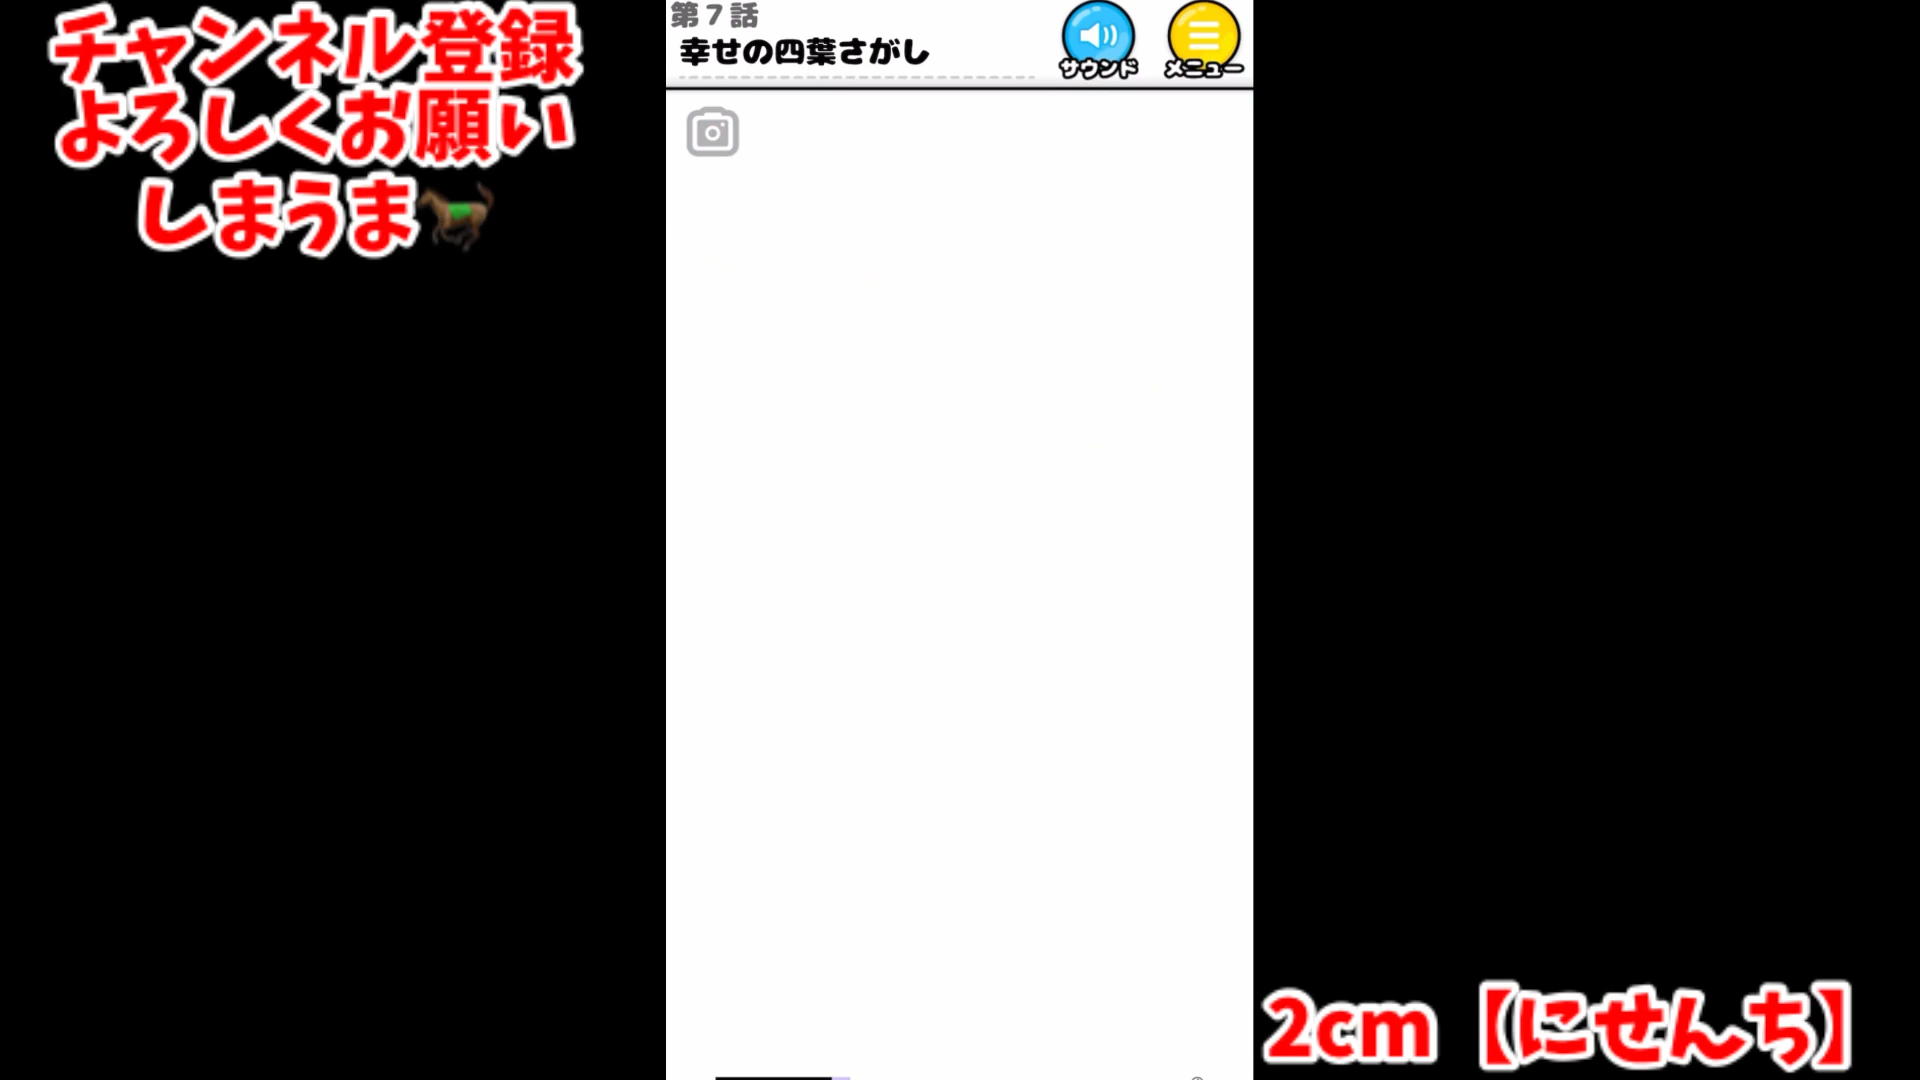 チャンネル登録
よろしくお願い
しまうま🐎
第7話
幸せの四葉さがし
サウンド
メニュー
2cm【にせんち】